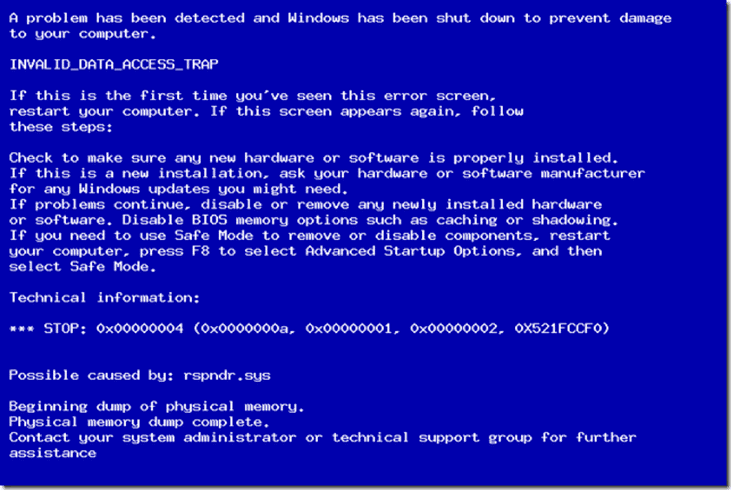 A problem has been detected and Windows has been shut down to prevent damage
to your computer.
INVALID_DATA_ACCESS_TRAP
If this is the first time you've seen this error screen,
restart your computer. If this screen appears again, follow
these steps:
Check to make sure any new hardware or software is properly installed.
If this is a new installation, ask your hardware or software manufacturer
for any Windows updates you might need.
If problems continue, disable or remove any newly installed hardware
or software. Disable BIOS memory options such as caching or shadowing.
If you need to use Safe Mode to remove or disable components, restart
your computer, press F8 to select Advanced Startup Options, and then
select Safe Mode.
Technical information:
*** STOP: 0x00000004 (0x0000000a, 0x00000001, 0x00000002, 0X521FCCF0)
Possible caused by: rspndr.sys
Beginning dump of physical memory.
Physical memory dump complete.
Contact your system administrator or technical support group for further
assistance